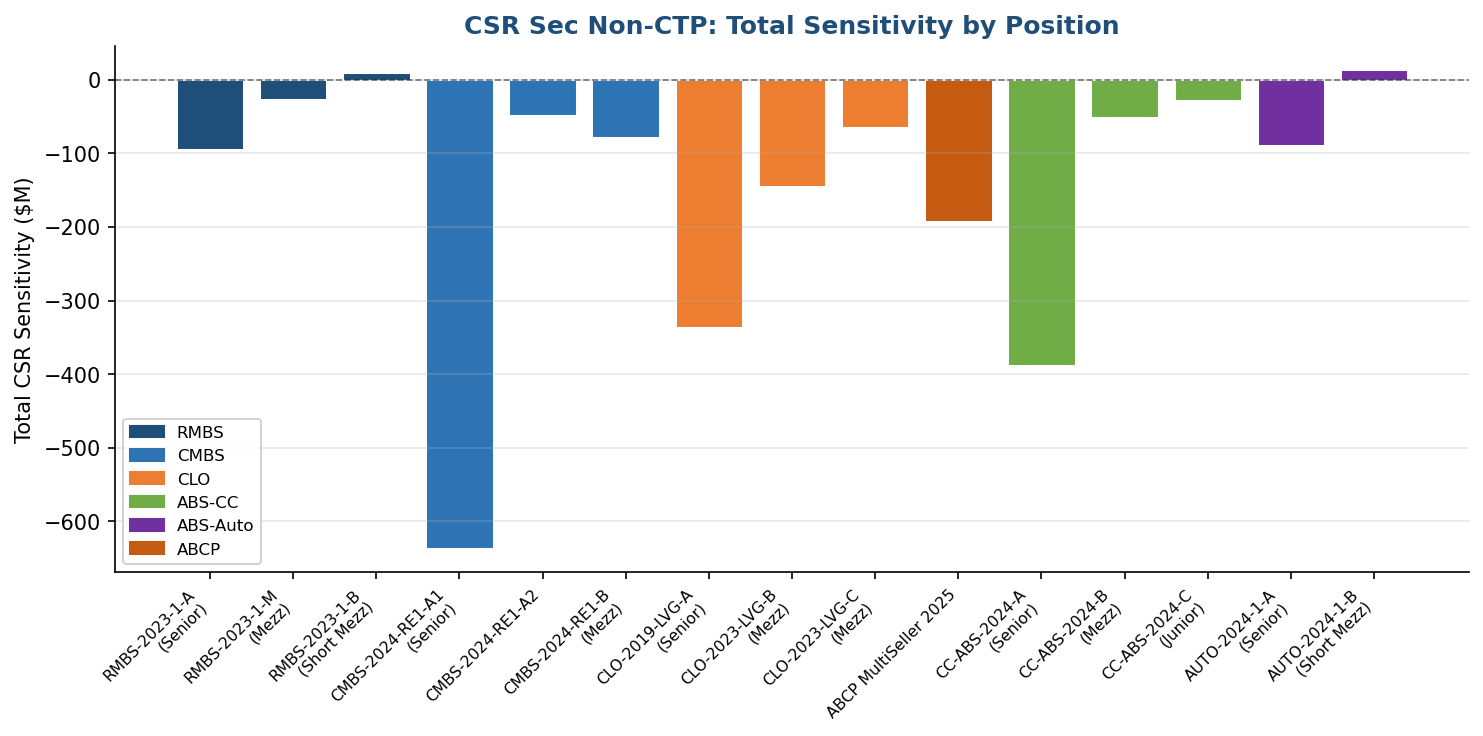 CSR Sec Non-CTP: Total Sensitivity by Position
Total CSR Sensitivity ($M)
0
−100
−200
−300
−400
−500
−600
RMBS
CMBS
CLO
ABS-CC
ABS-Auto
ABCP
RMBS-2023-1-A
(Senior)
RMBS-2023-1-M
(Mezz)
RMBS-2023-1-B
(Short Mezz)
CMBS-2024-RE1-A1
(Senior)
CMBS-2024-RE1-A2
CMBS-2024-RE1-B
(Mezz)
CLO-2019-LVG-A
(Senior)
CLO-2023-LVG-B
(Mezz)
CLO-2023-LVG-C
(Mezz)
ABCP MultiSeller 2025
CC-ABS-2024-A
(Senior)
CC-ABS-2024-B
(Mezz)
CC-ABS-2024-C
(Junior)
AUTO-2024-1-A
(Senior)
AUTO-2024-1-B
(Short Mezz)